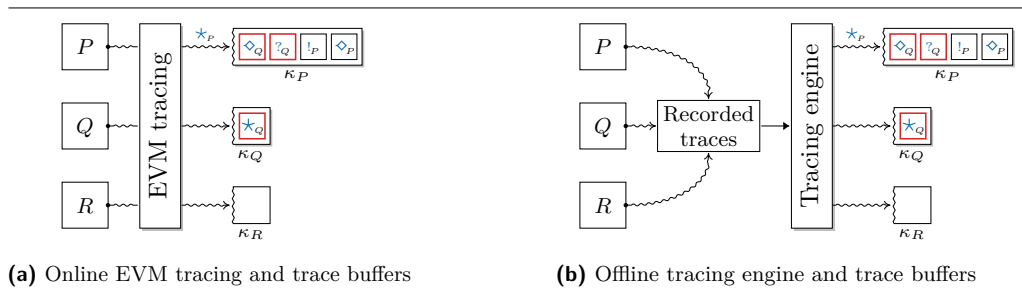 P
EVM tracing
⋆P
◇Q ?Q !P ◇P
κP
Q
⋆Q
κQ
R
κR
(a) Online EVM tracing and trace buffers
P
Q
R
Recorded
traces
Tracing engine
⋆P
◇Q ?Q !P ◇P
κP
⋆Q
κQ
κR
(b) Offline tracing engine and trace buffers